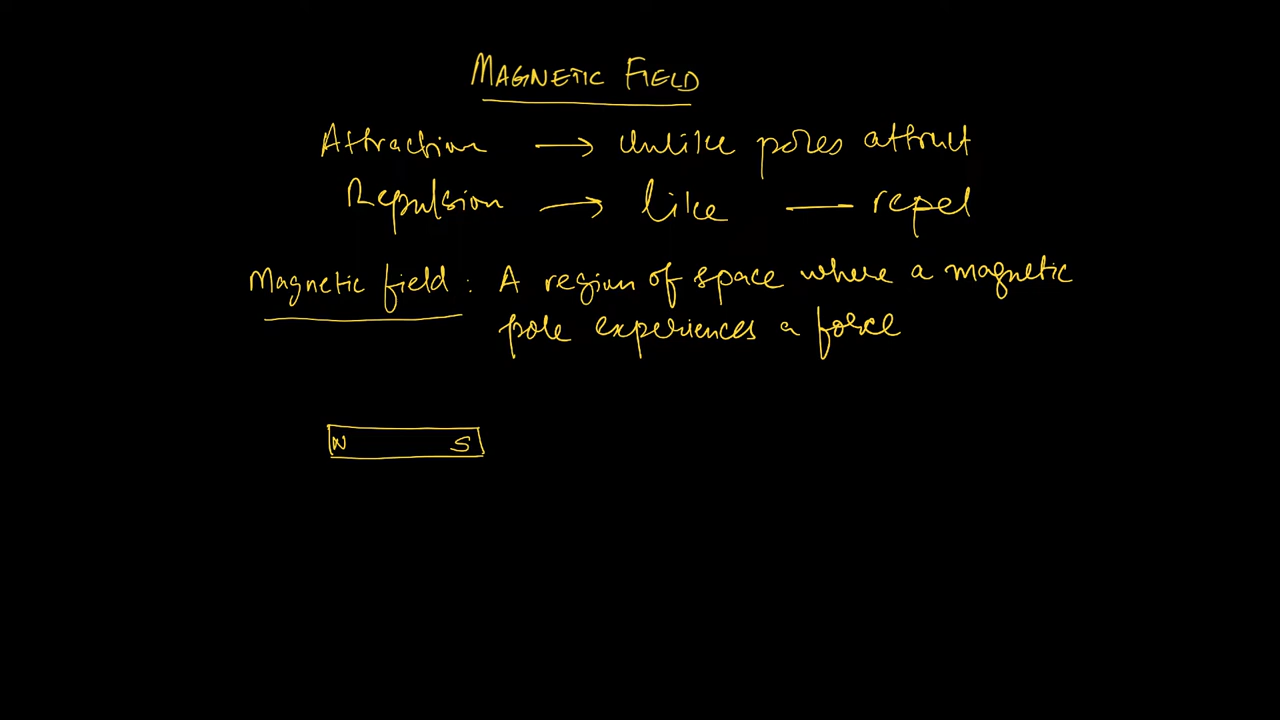 MAGNETIC FIELD
Attraction → Unlike poles attract
Repulsion → like — repel
Magnetic field : A region of space where a magnetic
pole experiences a force
N S